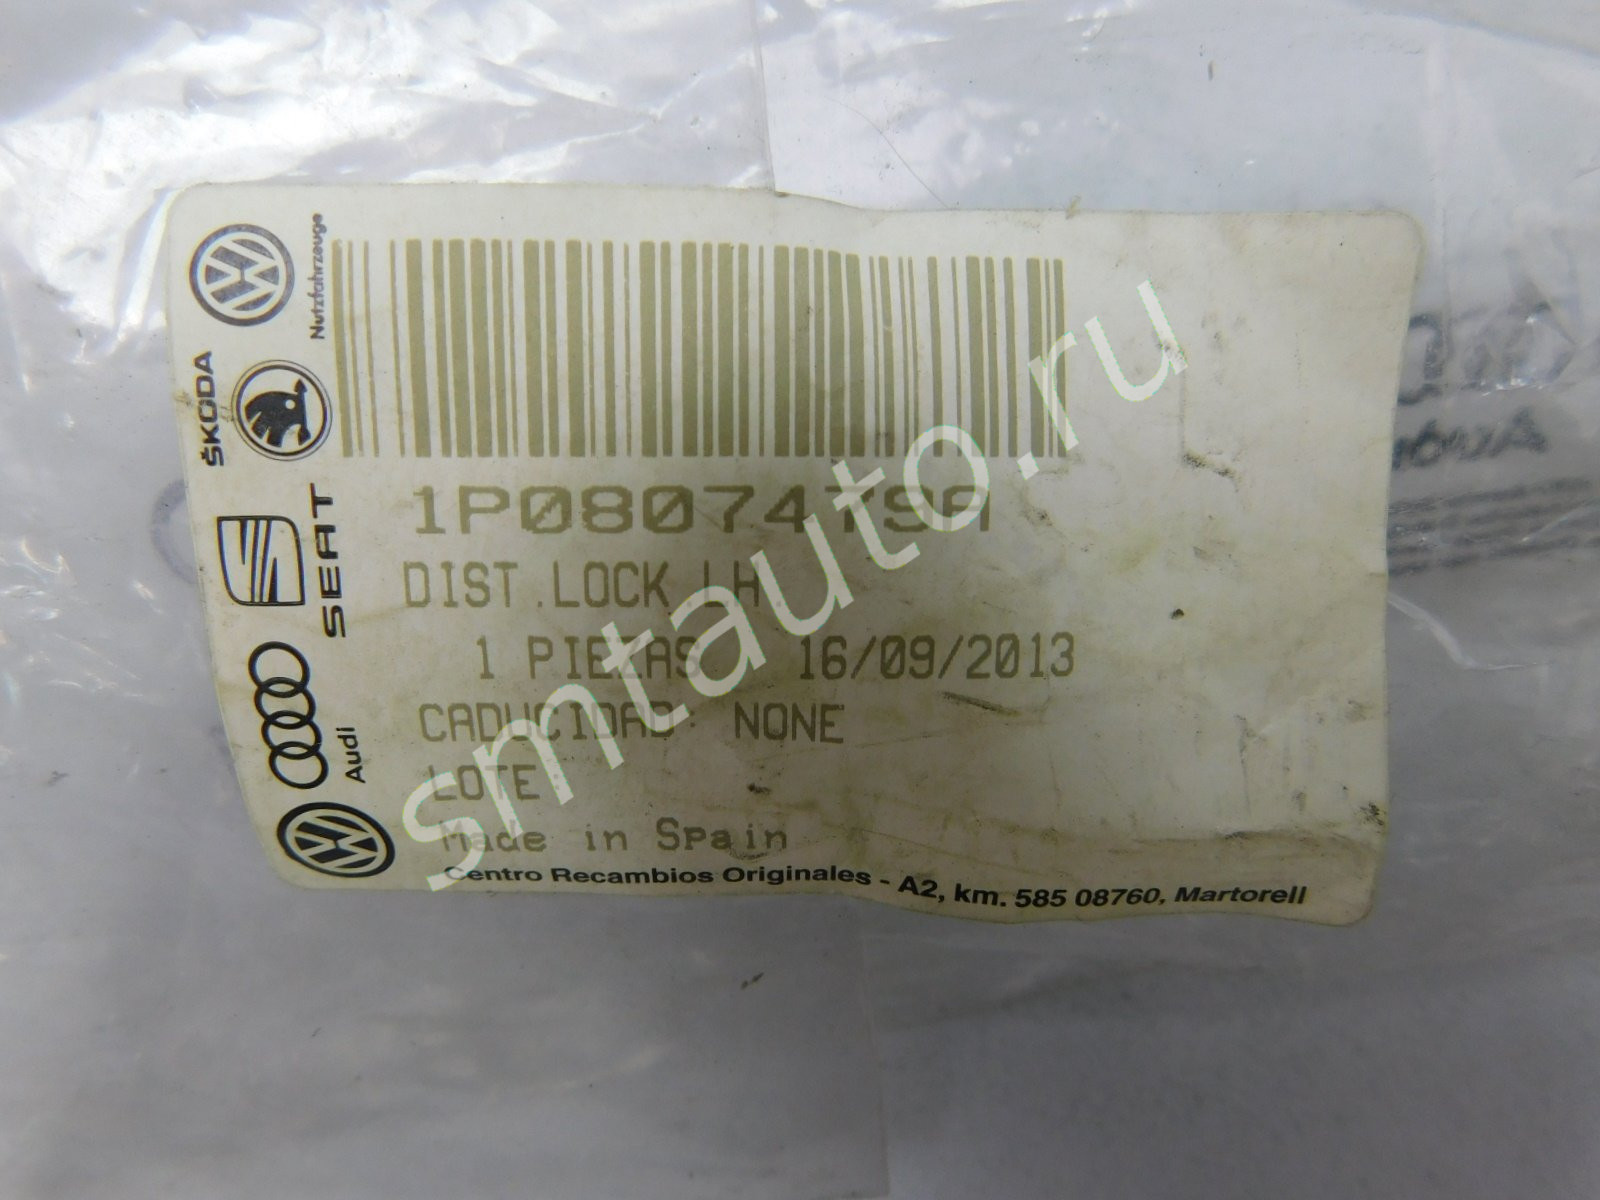 Nutzfahrzeuge
ŠKODA
SEAT
Audi
1P0807479A
DIST.LOCK LH.
1 PIEZAS 16/09/2013
CADUCIDAD: NONE
LOTE
Made in Spain
Centro Recambios Originales - A2, km. 585 08760, Martorell
smtauto.ru